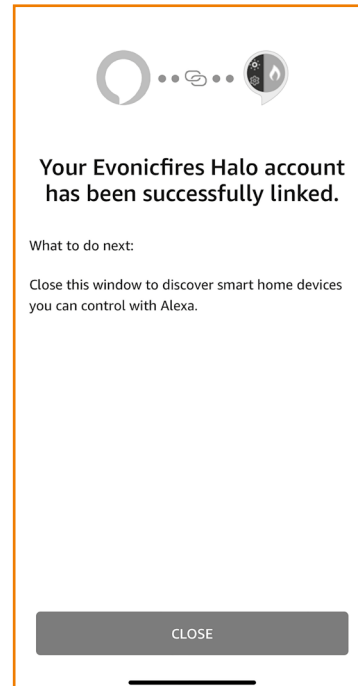 Your Evonicfires Halo account
has been successfully linked.
What to do next:
Close this window to discover smart home devices
you can control with Alexa.
CLOSE